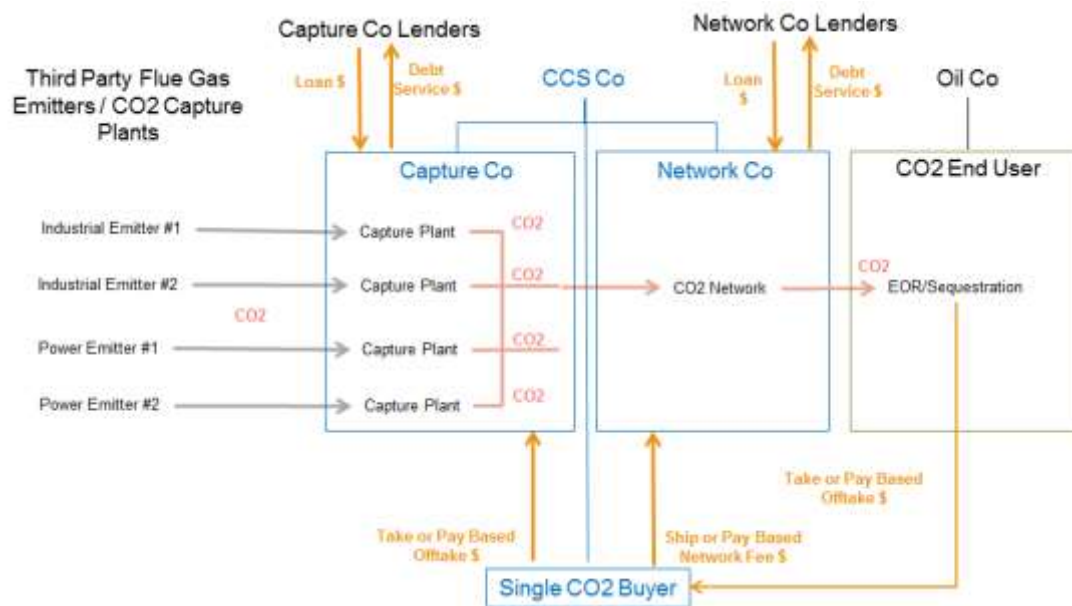 Capture Co Lenders
Network Co Lenders
Third Party Flue Gas
Emitters / CO2 Capture
Plants
Loan $
Debt
Service $
CCS Co
Loan
$
Debt
Service $
Oil Co
Capture Co
Network Co
CO2 End User
Industrial Emitter #1
Capture Plant
CO2
Industrial Emitter #2
Capture Plant
CO2
CO2 Network
CO2
EOR/Sequestration
CO2
Power Emitter #1
Capture Plant
CO2
Power Emitter #2
Capture Plant
CO2
Take or Pay Based
Offtake $
Take or Pay Based
Offtake $
Ship or Pay Based
Network Fee $
Single CO2 Buyer